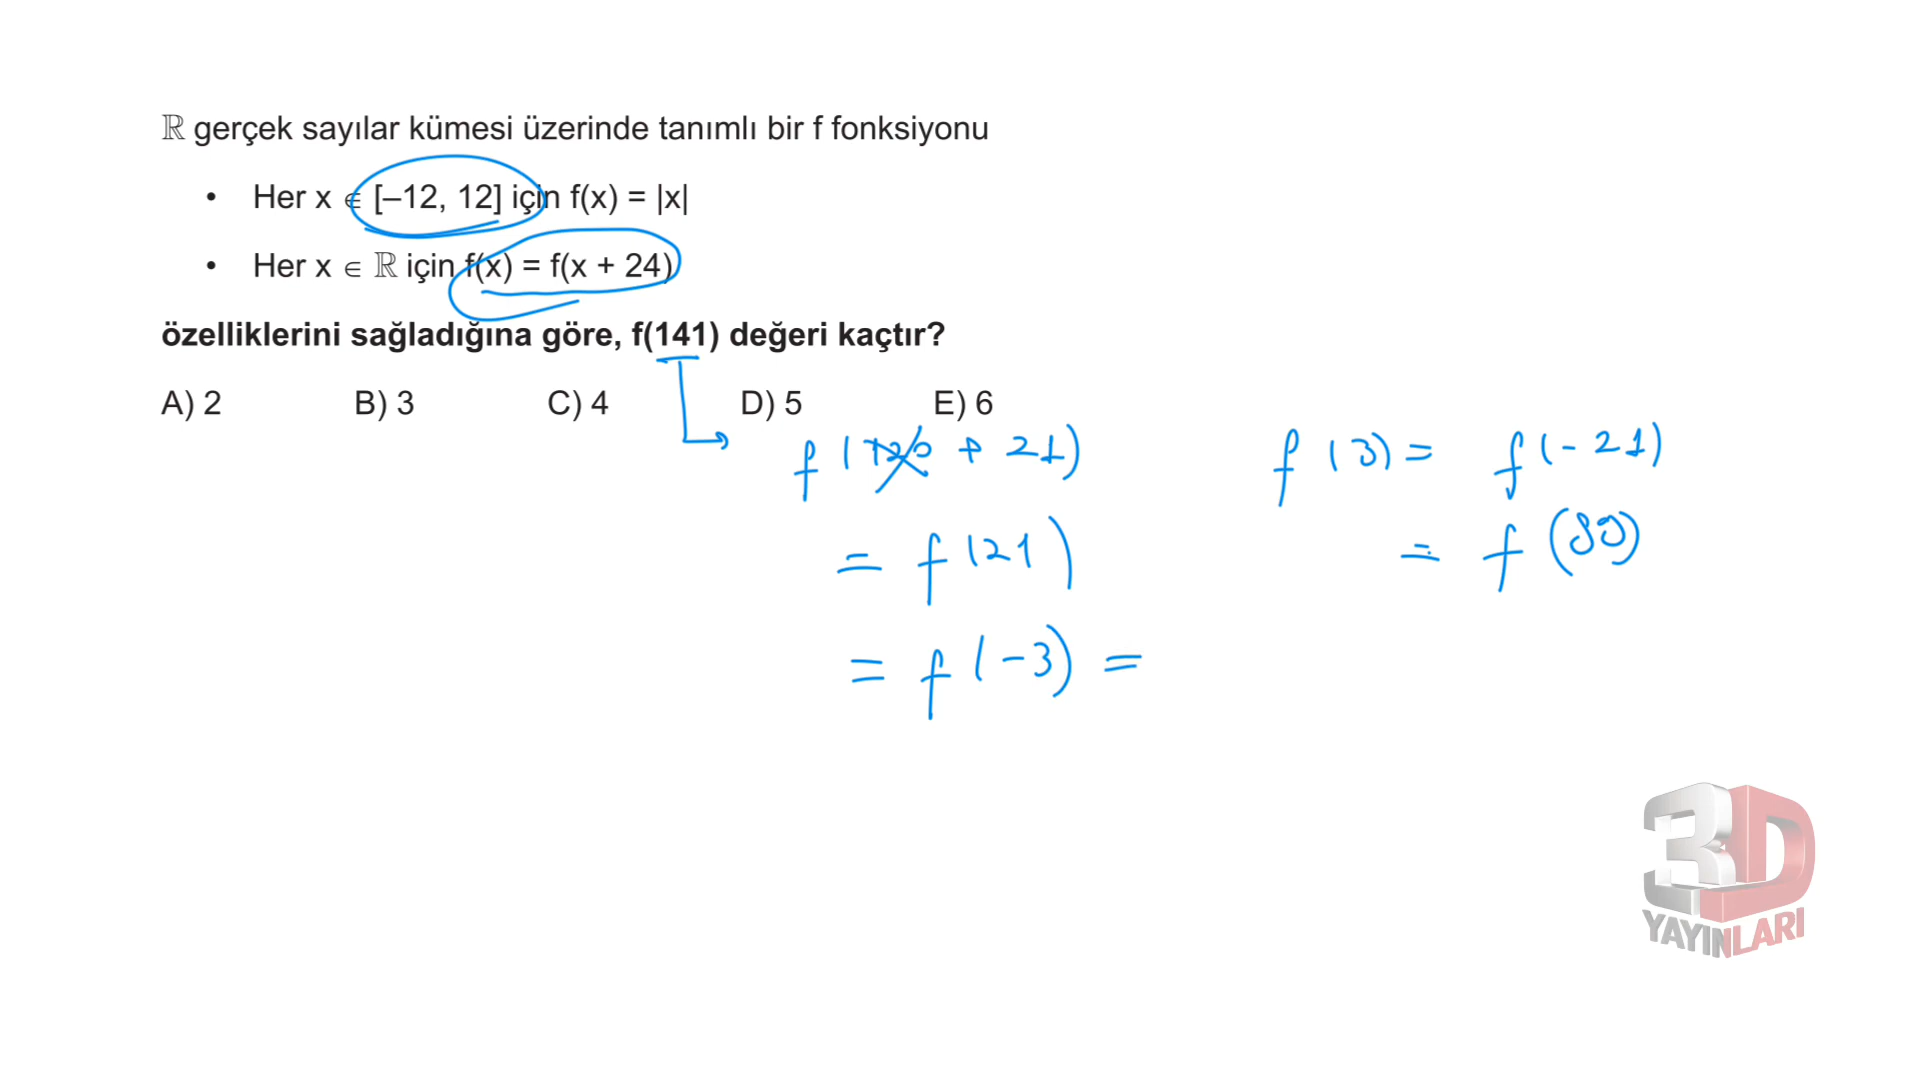 ℝ gerçek sayılar kümesi üzerinde tanımlı bir f fonksiyonu
• Her x ∈ [–12, 12] için f(x) = |x|
• Her x ∈ ℝ için f(x) = f(x + 24)
özelliklerini sağladığına göre, f(141) değeri kaçtır?
A) 2 B) 3 C) 4 D) 5 E) 6
f (120 + 21)
= f(21)
= f(-3) =
f(3) = f(-21)
= f( )
3D
YAYINLARI